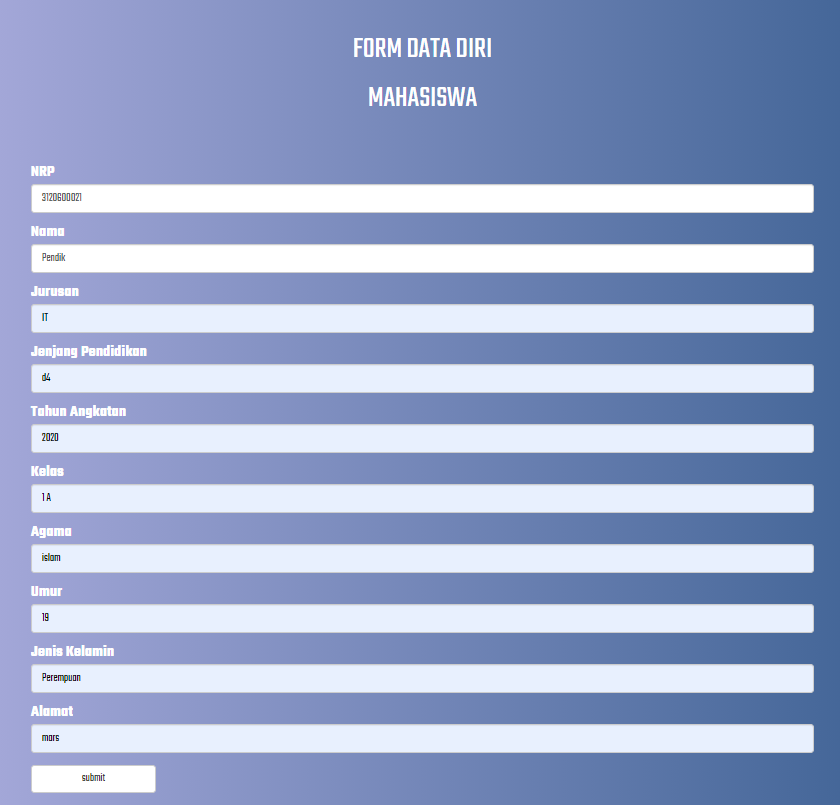 FORM DATA DIRI
MAHASISWA
NRP
3120600021
Nama
Pendik
Jurusan
IT
Jenjang Pendidikan
d4
Tahun Angkatan
2020
Kelas
1 A
Agama
islam
Umur
19
Jenis Kelamin
Perempuan
Alamat
mars
submit